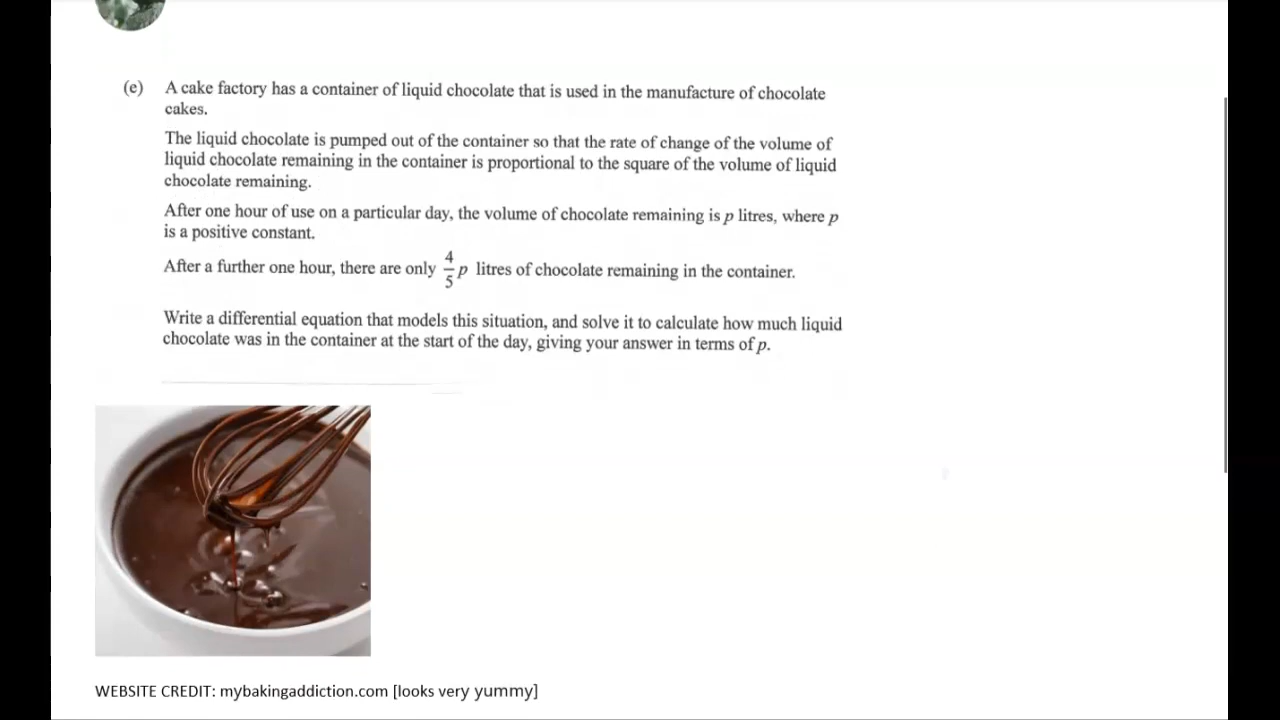 (e) A cake factory has a container of liquid chocolate that is used in the manufacture of chocolate
cakes.
The liquid chocolate is pumped out of the container so that the rate of change of the volume of
liquid chocolate remaining in the container is proportional to the square of the volume of liquid
chocolate remaining.
After one hour of use on a particular day, the volume of chocolate remaining is p litres, where p
is a positive constant.
After a further one hour, there are only 4/5 p litres of chocolate remaining in the container.
Write a differential equation that models this situation, and solve it to calculate how much liquid
chocolate was in the container at the start of the day, giving your answer in terms of p.
WEBSITE CREDIT: mybakingaddiction.com [looks very yummy]